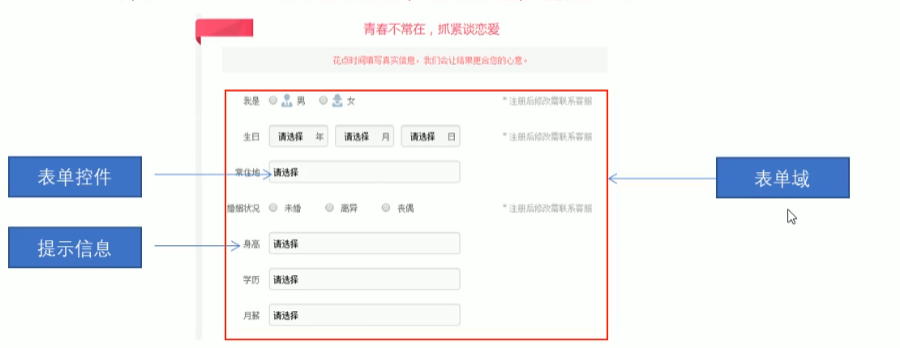 青春不常在，抓紧谈恋爱
花点时间填写真实信息，我们会让结果更合您的心意。
我是 男 女 *注册后修改需联系客服
生日 请选择 年 请选择 月 请选择 日 *注册后修改需联系客服
表单控件
常住地 请选择
表单域
婚姻状况 未婚 离异 丧偶 *注册后修改需联系客服
提示信息
身高 请选择
学历 请选择
月薪 请选择